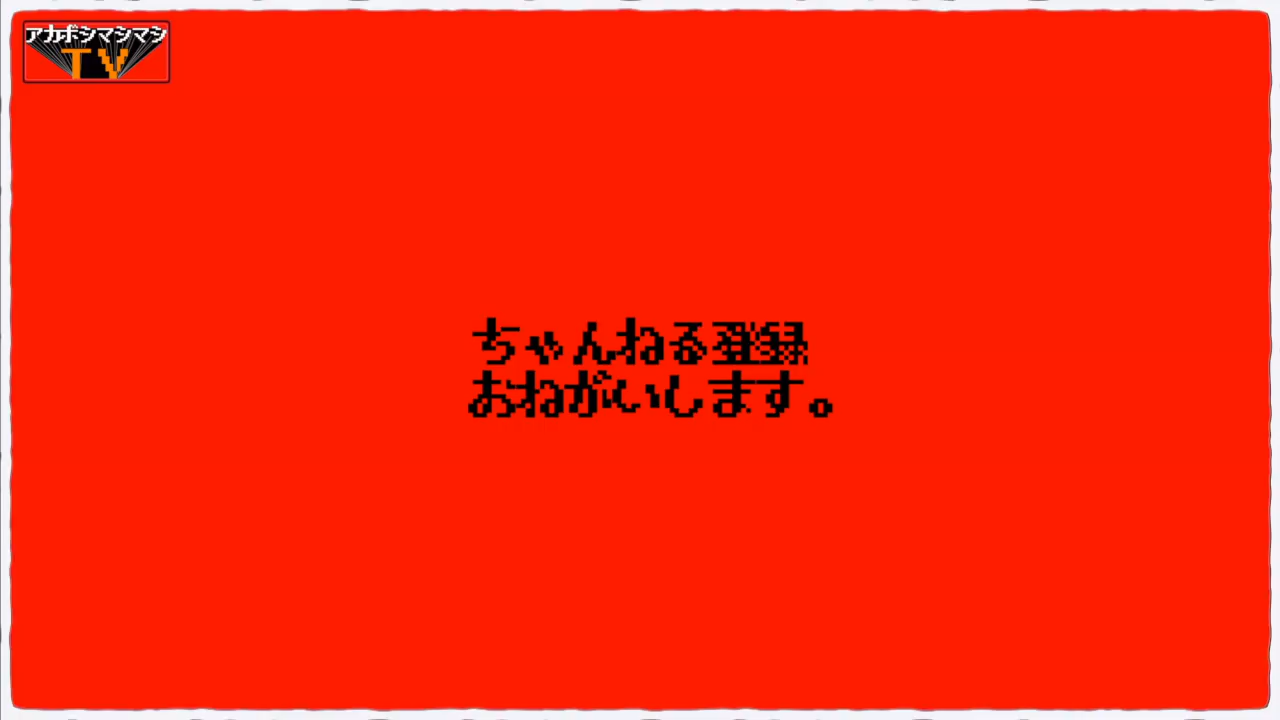 アカボシマシマシ
TV
ちゃんねる登録
おねがいします。